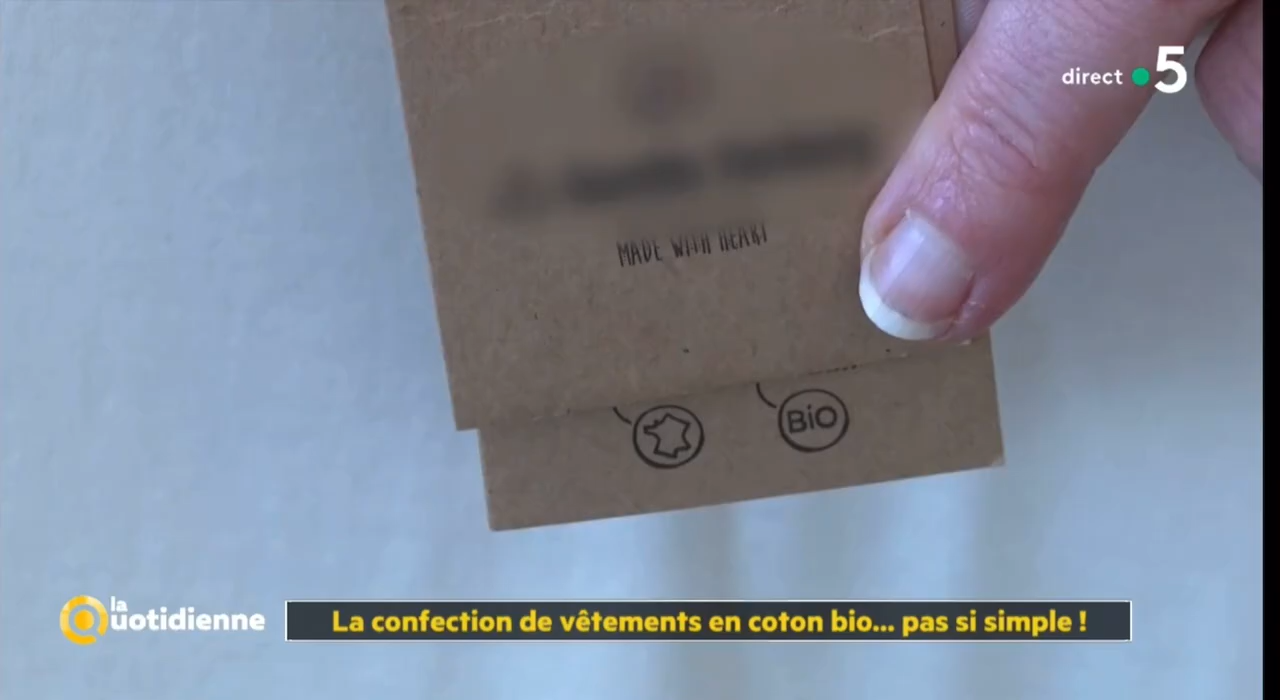 direct 5
MADE WITH HEART
BiO
la
Quotidienne
La confection de vêtements en coton bio... pas si simple !